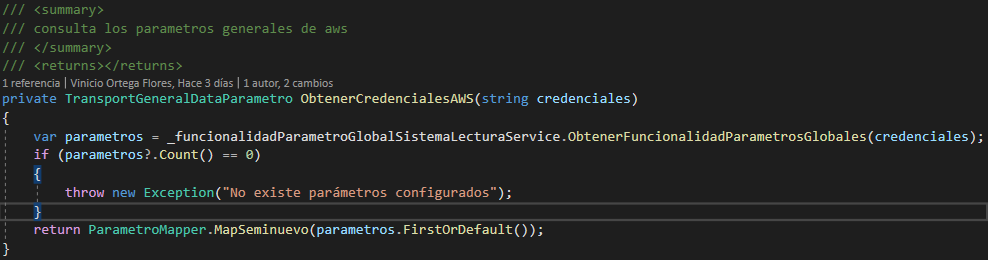 /// <summary>
/// consulta los parametros generales de aws
/// </summary>
/// <returns></returns>
1 referencia | Vinicio Ortega Flores, Hace 3 días | 1 autor, 2 cambios
private TransportGeneralDataParametro ObtenerCredencialesAWS(string credenciales)
{
var parametros = _funcionalidadParametroGlobalSistemaLecturaService.ObtenerFuncionalidadParametrosGlobales(credenciales);
if (parametros?.Count() == 0)
{
throw new Exception("No existe parámetros configurados");
}
return ParametroMapper.MapSeminuevo(parametros.FirstOrDefault());
}